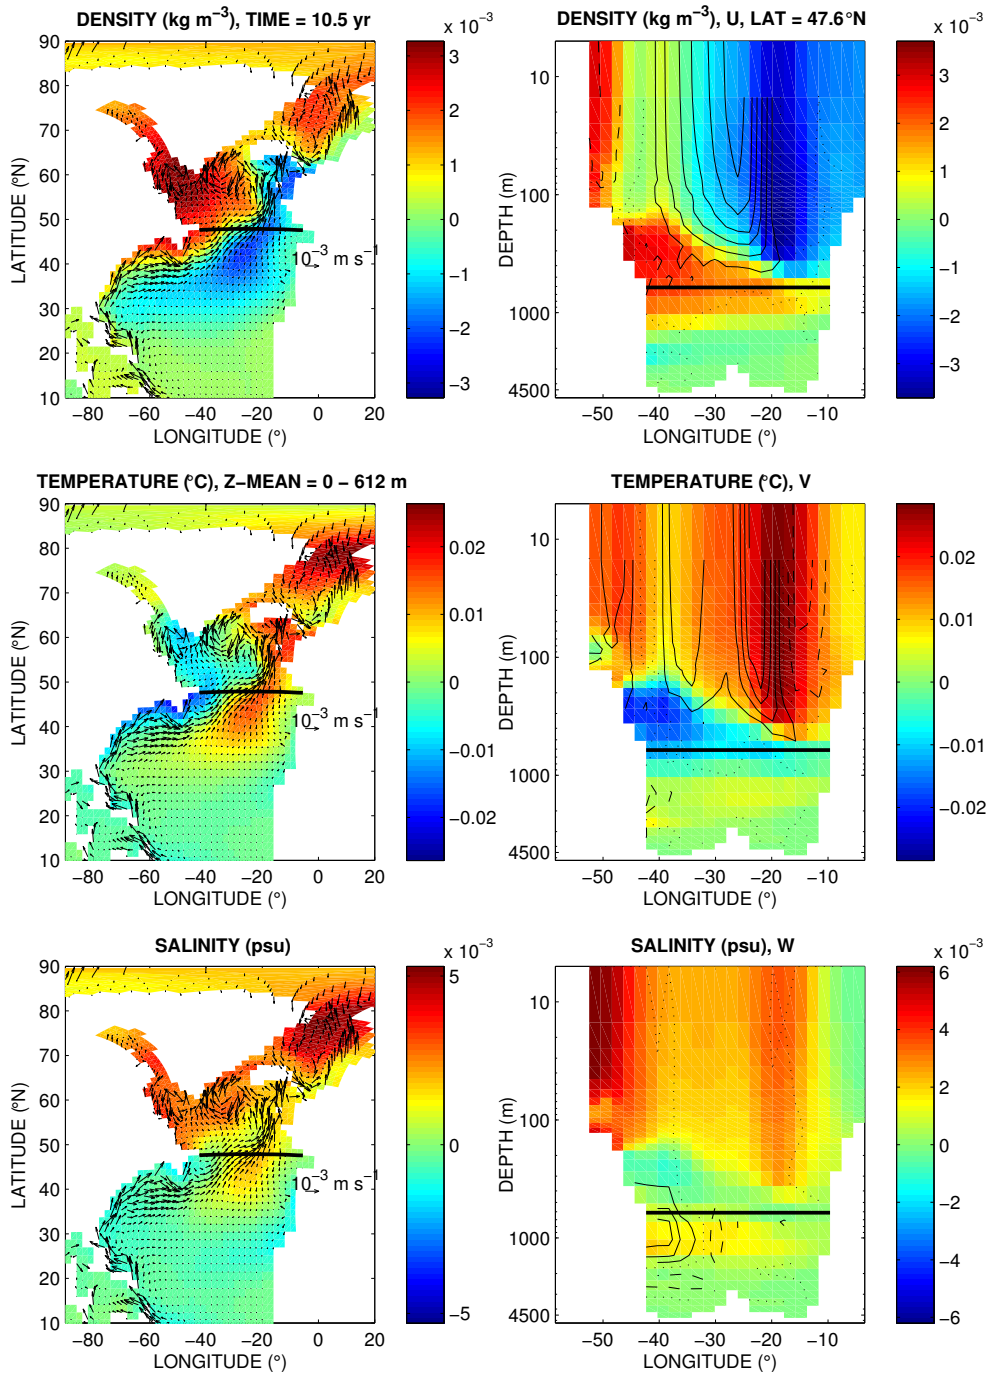 DENSITY (kg m−3), TIME = 10.5 yr
x 10−3
90
80
70
60
50
40
30
20
10
LATITUDE (°N)
10−3 m s−1
−80 −60 −40 −20 0 20
LONGITUDE (°)
3
2
1
0
−1
−2
−3
DENSITY (kg m−3), U, LAT = 47.6°N
x 10−3
10
100
1000
4500
DEPTH (m)
−50 −40 −30 −20 −10
LONGITUDE (°)
3
2
1
0
−1
−2
−3
TEMPERATURE (°C), Z−MEAN = 0 − 612 m
90
80
70
60
50
40
30
20
10
LATITUDE (°N)
10−3 m s−1
−80 −60 −40 −20 0 20
LONGITUDE (°)
0.02
0.01
0
−0.01
−0.02
TEMPERATURE (°C), V
10
100
1000
4500
DEPTH (m)
−50 −40 −30 −20 −10
LONGITUDE (°)
0.02
0.01
0
−0.01
−0.02
SALINITY (psu)
x 10−3
90
80
70
60
50
40
30
20
10
LATITUDE (°N)
10−3 m s−1
−80 −60 −40 −20 0 20
LONGITUDE (°)
5
0
−5
SALINITY (psu), W
x 10−3
10
100
1000
4500
DEPTH (m)
−50 −40 −30 −20 −10
LONGITUDE (°)
6
4
2
0
−2
−4
−6